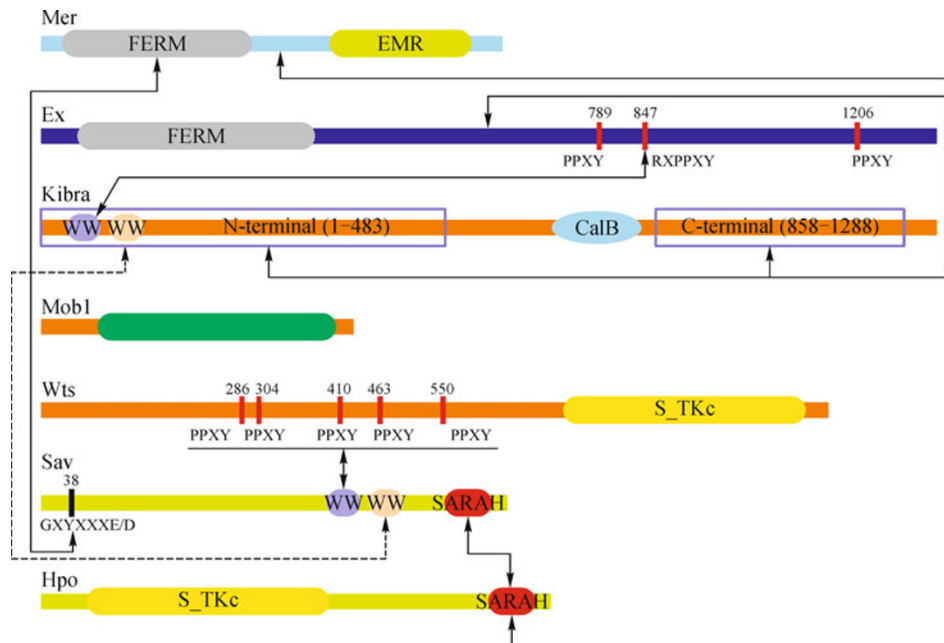 Mer
FERM EMR
Ex
789 847 1206
FERM
PPXY RXPPXY PPXY
Kibra
WW WW N-terminal (1−483) CalB C-terminal (858−1288)
Mob1
Wts
286 304 410 463 550
S_TKc
PPXY PPXY PPXY PPXY PPXY
Sav
38
WW WW SARAH
GXYXXXE/D
Hpo
S_TKc SARAH